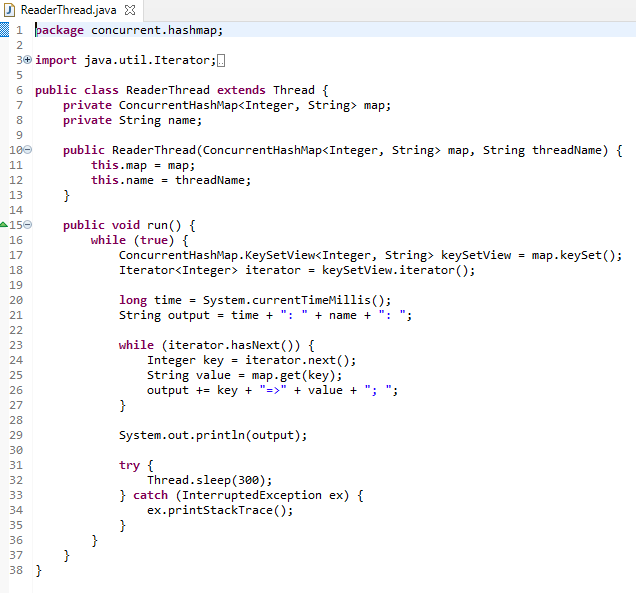 ReaderThread.java
1 package concurrent.hashmap;
2
3 import java.util.Iterator;
5
6 public class ReaderThread extends Thread {
7     private ConcurrentHashMap<Integer, String> map;
8     private String name;
9
10     public ReaderThread(ConcurrentHashMap<Integer, String> map, String threadName) {
11         this.map = map;
12         this.name = threadName;
13     }
14
15     public void run() {
16         while (true) {
17             ConcurrentHashMap.KeySetView<Integer, String> keySetView = map.keySet();
18             Iterator<Integer> iterator = keySetView.iterator();
19
20             long time = System.currentTimeMillis();
21             String output = time + ": " + name + ": ";
22
23             while (iterator.hasNext()) {
24                 Integer key = iterator.next();
25                 String value = map.get(key);
26                 output += key + "=>" + value + "; ";
27             }
28
29             System.out.println(output);
30
31             try {
32                 Thread.sleep(300);
33             } catch (InterruptedException ex) {
34                 ex.printStackTrace();
35             }
36         }
37     }
38 }